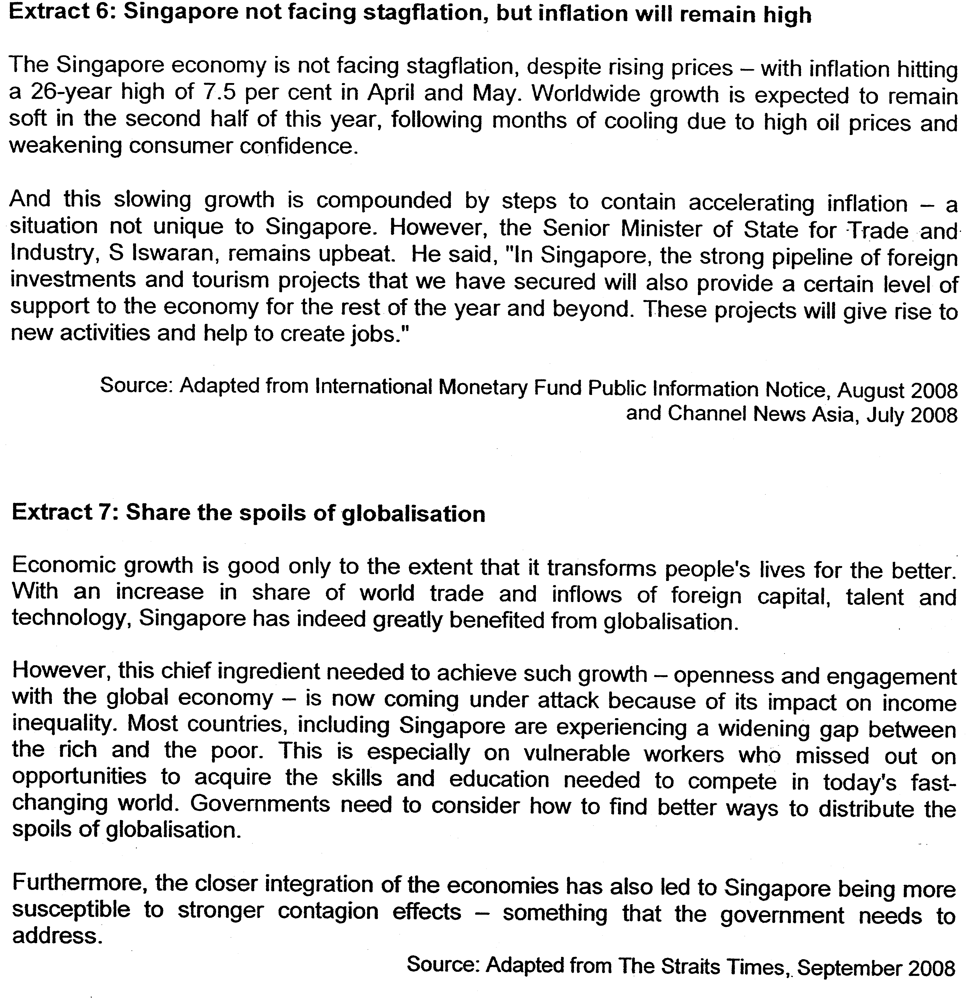 Extract 6: Singapore not facing stagflation, but inflation will remain high
The Singapore economy is not facing stagflation, despite rising prices – with inflation hitting
a 26-year high of 7.5 per cent in April and May. Worldwide growth is expected to remain
soft in the second half of this year, following months of cooling due to high oil prices and
weakening consumer confidence.
And this slowing growth is compounded by steps to contain accelerating inflation – a
situation not unique to Singapore. However, the Senior Minister of State for Trade and
Industry, S Iswaran, remains upbeat. He said, "In Singapore, the strong pipeline of foreign
investments and tourism projects that we have secured will also provide a certain level of
support to the economy for the rest of the year and beyond. These projects will give rise to
new activities and help to create jobs."
Source: Adapted from International Monetary Fund Public Information Notice, August 2008
and Channel News Asia, July 2008
Extract 7: Share the spoils of globalisation
Economic growth is good only to the extent that it transforms people's lives for the better.
With an increase in share of world trade and inflows of foreign capital, talent and
technology, Singapore has indeed greatly benefited from globalisation.
However, this chief ingredient needed to achieve such growth – openness and engagement
with the global economy – is now coming under attack because of its impact on income
inequality. Most countries, including Singapore are experiencing a widening gap between
the rich and the poor. This is especially on vulnerable workers who missed out on
opportunities to acquire the skills and education needed to compete in today's fast-
changing world. Governments need to consider how to find better ways to distribute the
spoils of globalisation.
Furthermore, the closer integration of the economies has also led to Singapore being more
susceptible to stronger contagion effects – something that the government needs to
address.
Source: Adapted from The Straits Times, September 2008